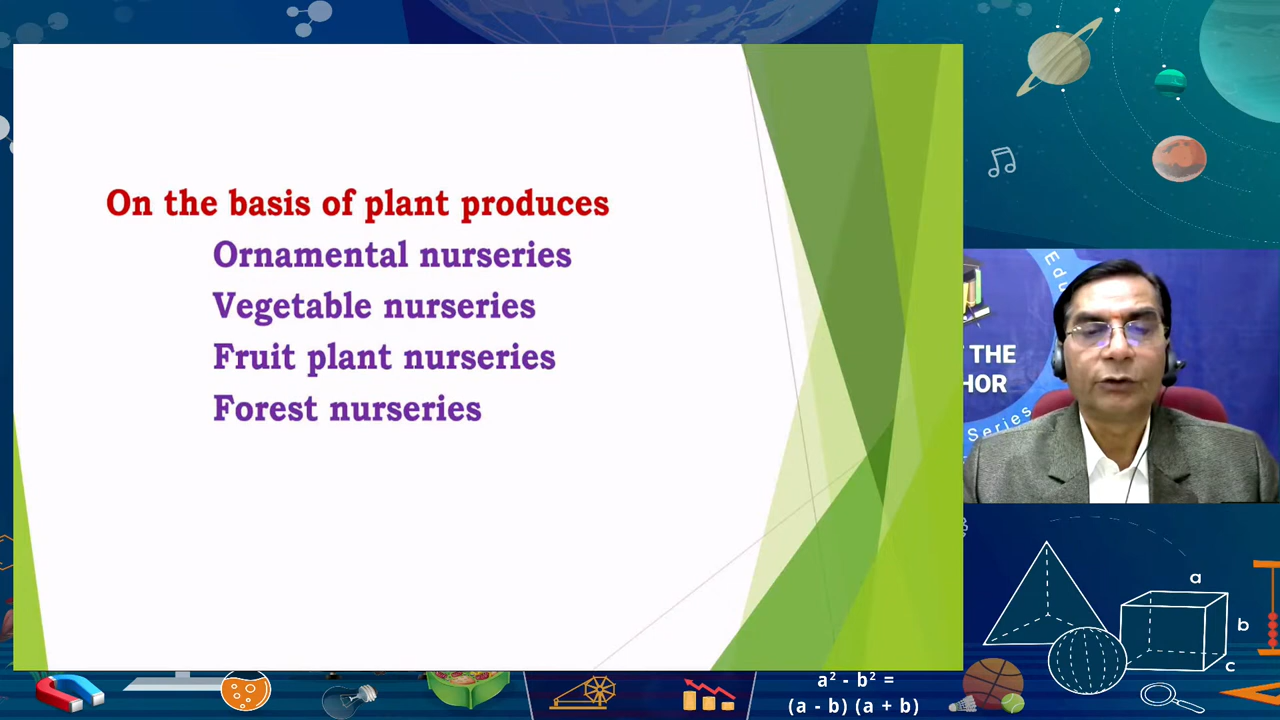 On the basis of plant produces
Ornamental nurseries
Vegetable nurseries
Fruit plant nurseries
Forest nurseries
THE
HOR
Series
a
b
c
a² - b² =
(a - b) (a + b)